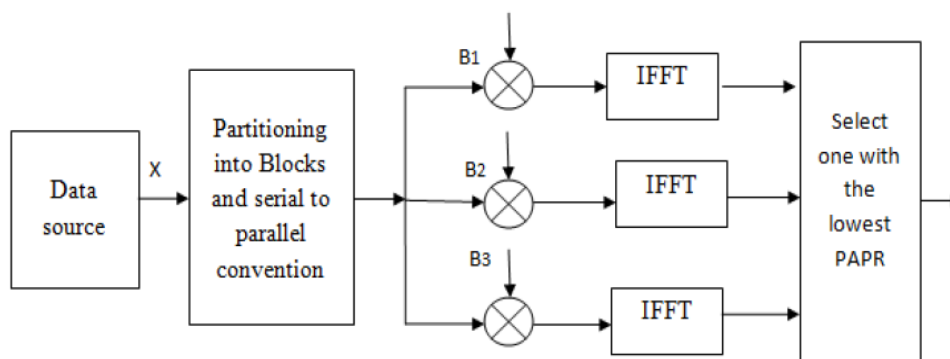 Data
source
X
Partitioning
into Blocks
and serial to
parallel
convention
B1
IFFT
B2
IFFT
B3
IFFT
Select
one with
the
lowest
PAPR